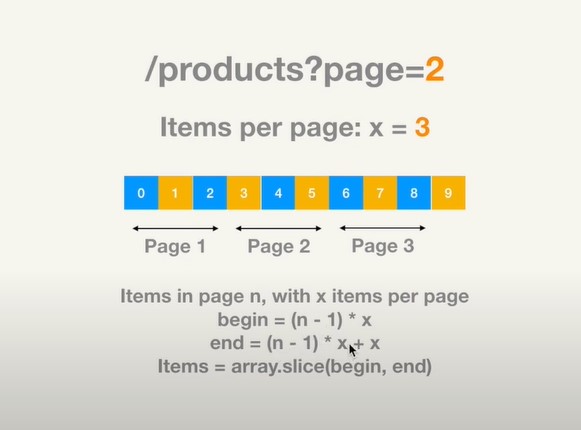 /products?page=2
Items per page: x = 3
0 1 2 3 4 5 6 7 8 9
Page 1 Page 2 Page 3
Items in page n, with x items per page
begin = (n - 1) * x
end = (n - 1) * x + x
Items = array.slice(begin, end)